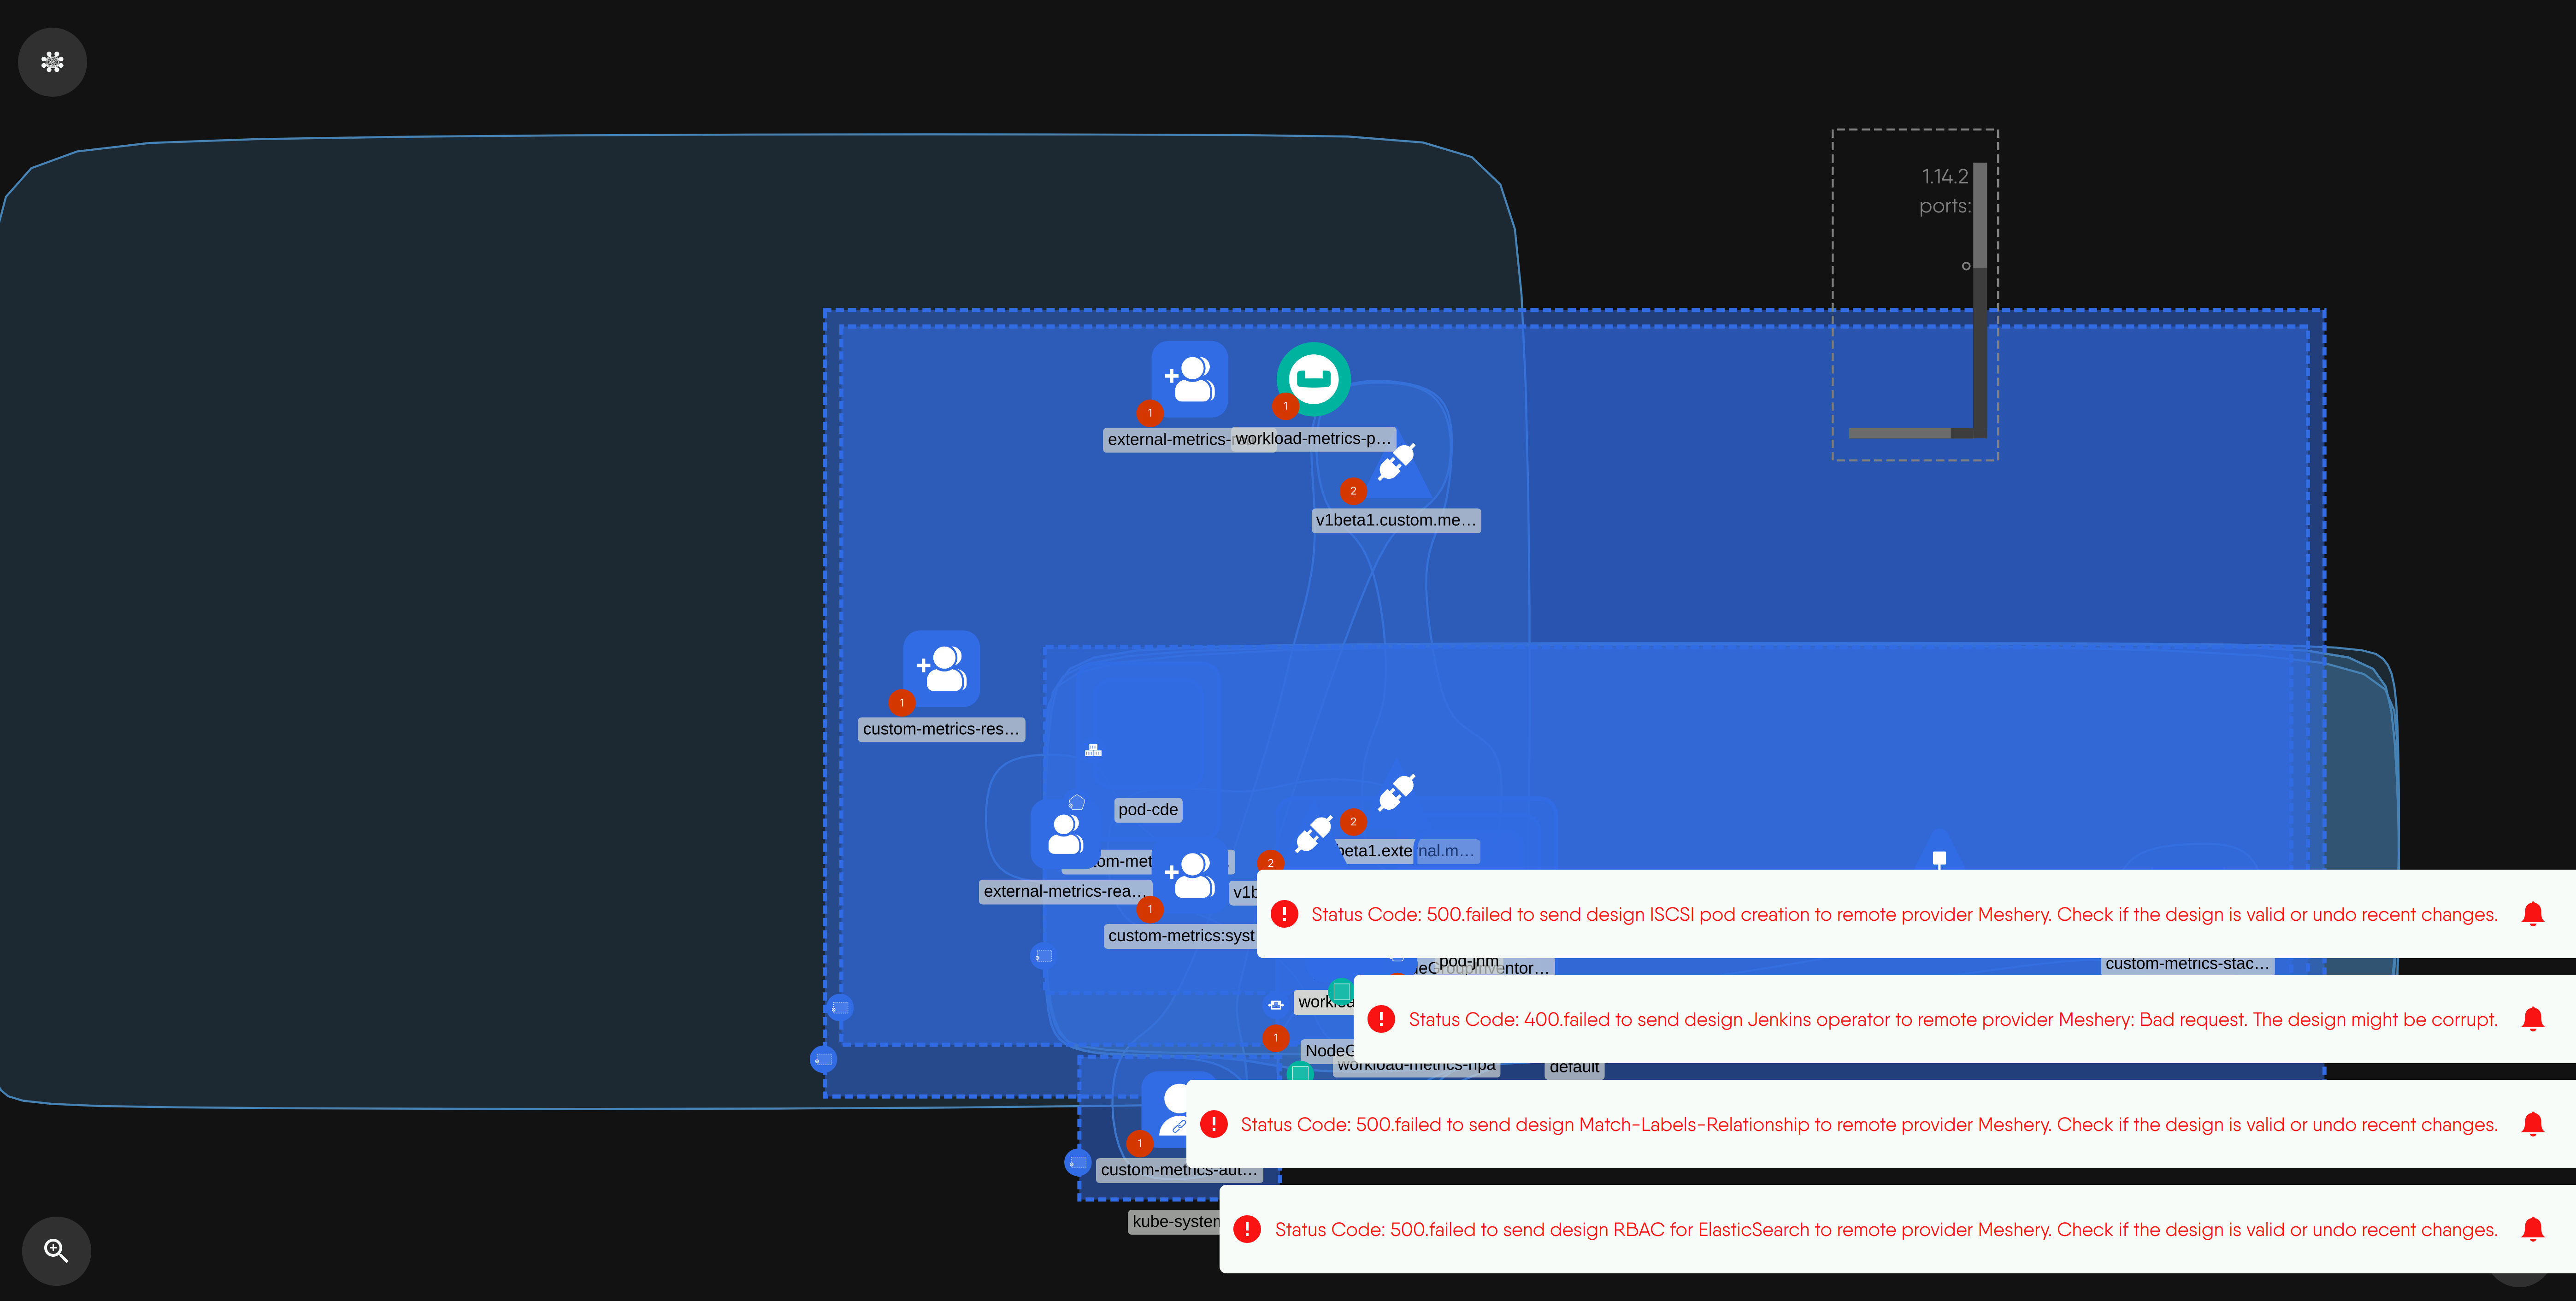 1.14.2
ports:
1
1
external-metrics-
workload-metrics-p…
2
v1beta1.custom.me…
1
custom-metrics-res…
pod-cde
2
beta1.external.m…
om-met
2
external-metrics-rea…
v1b
1
custom-metrics:syst
Status Code: 500.failed to send design ISCSI pod creation to remote provider Meshery. Check if the design is valid or undo recent changes.
pod-jhm
eGroupInventor…
custom-metrics-stac…
workloa
Status Code: 400.failed to send design Jenkins operator to remote provider Meshery: Bad request. The design might be corrupt.
1
NodeG
workload-metrics-hpa
default
Status Code: 500.failed to send design Match-Labels-Relationship to remote provider Meshery. Check if the design is valid or undo recent changes.
1
custom-metrics-aut…
kube-system
Status Code: 500.failed to send design RBAC for ElasticSearch to remote provider Meshery. Check if the design is valid or undo recent changes.